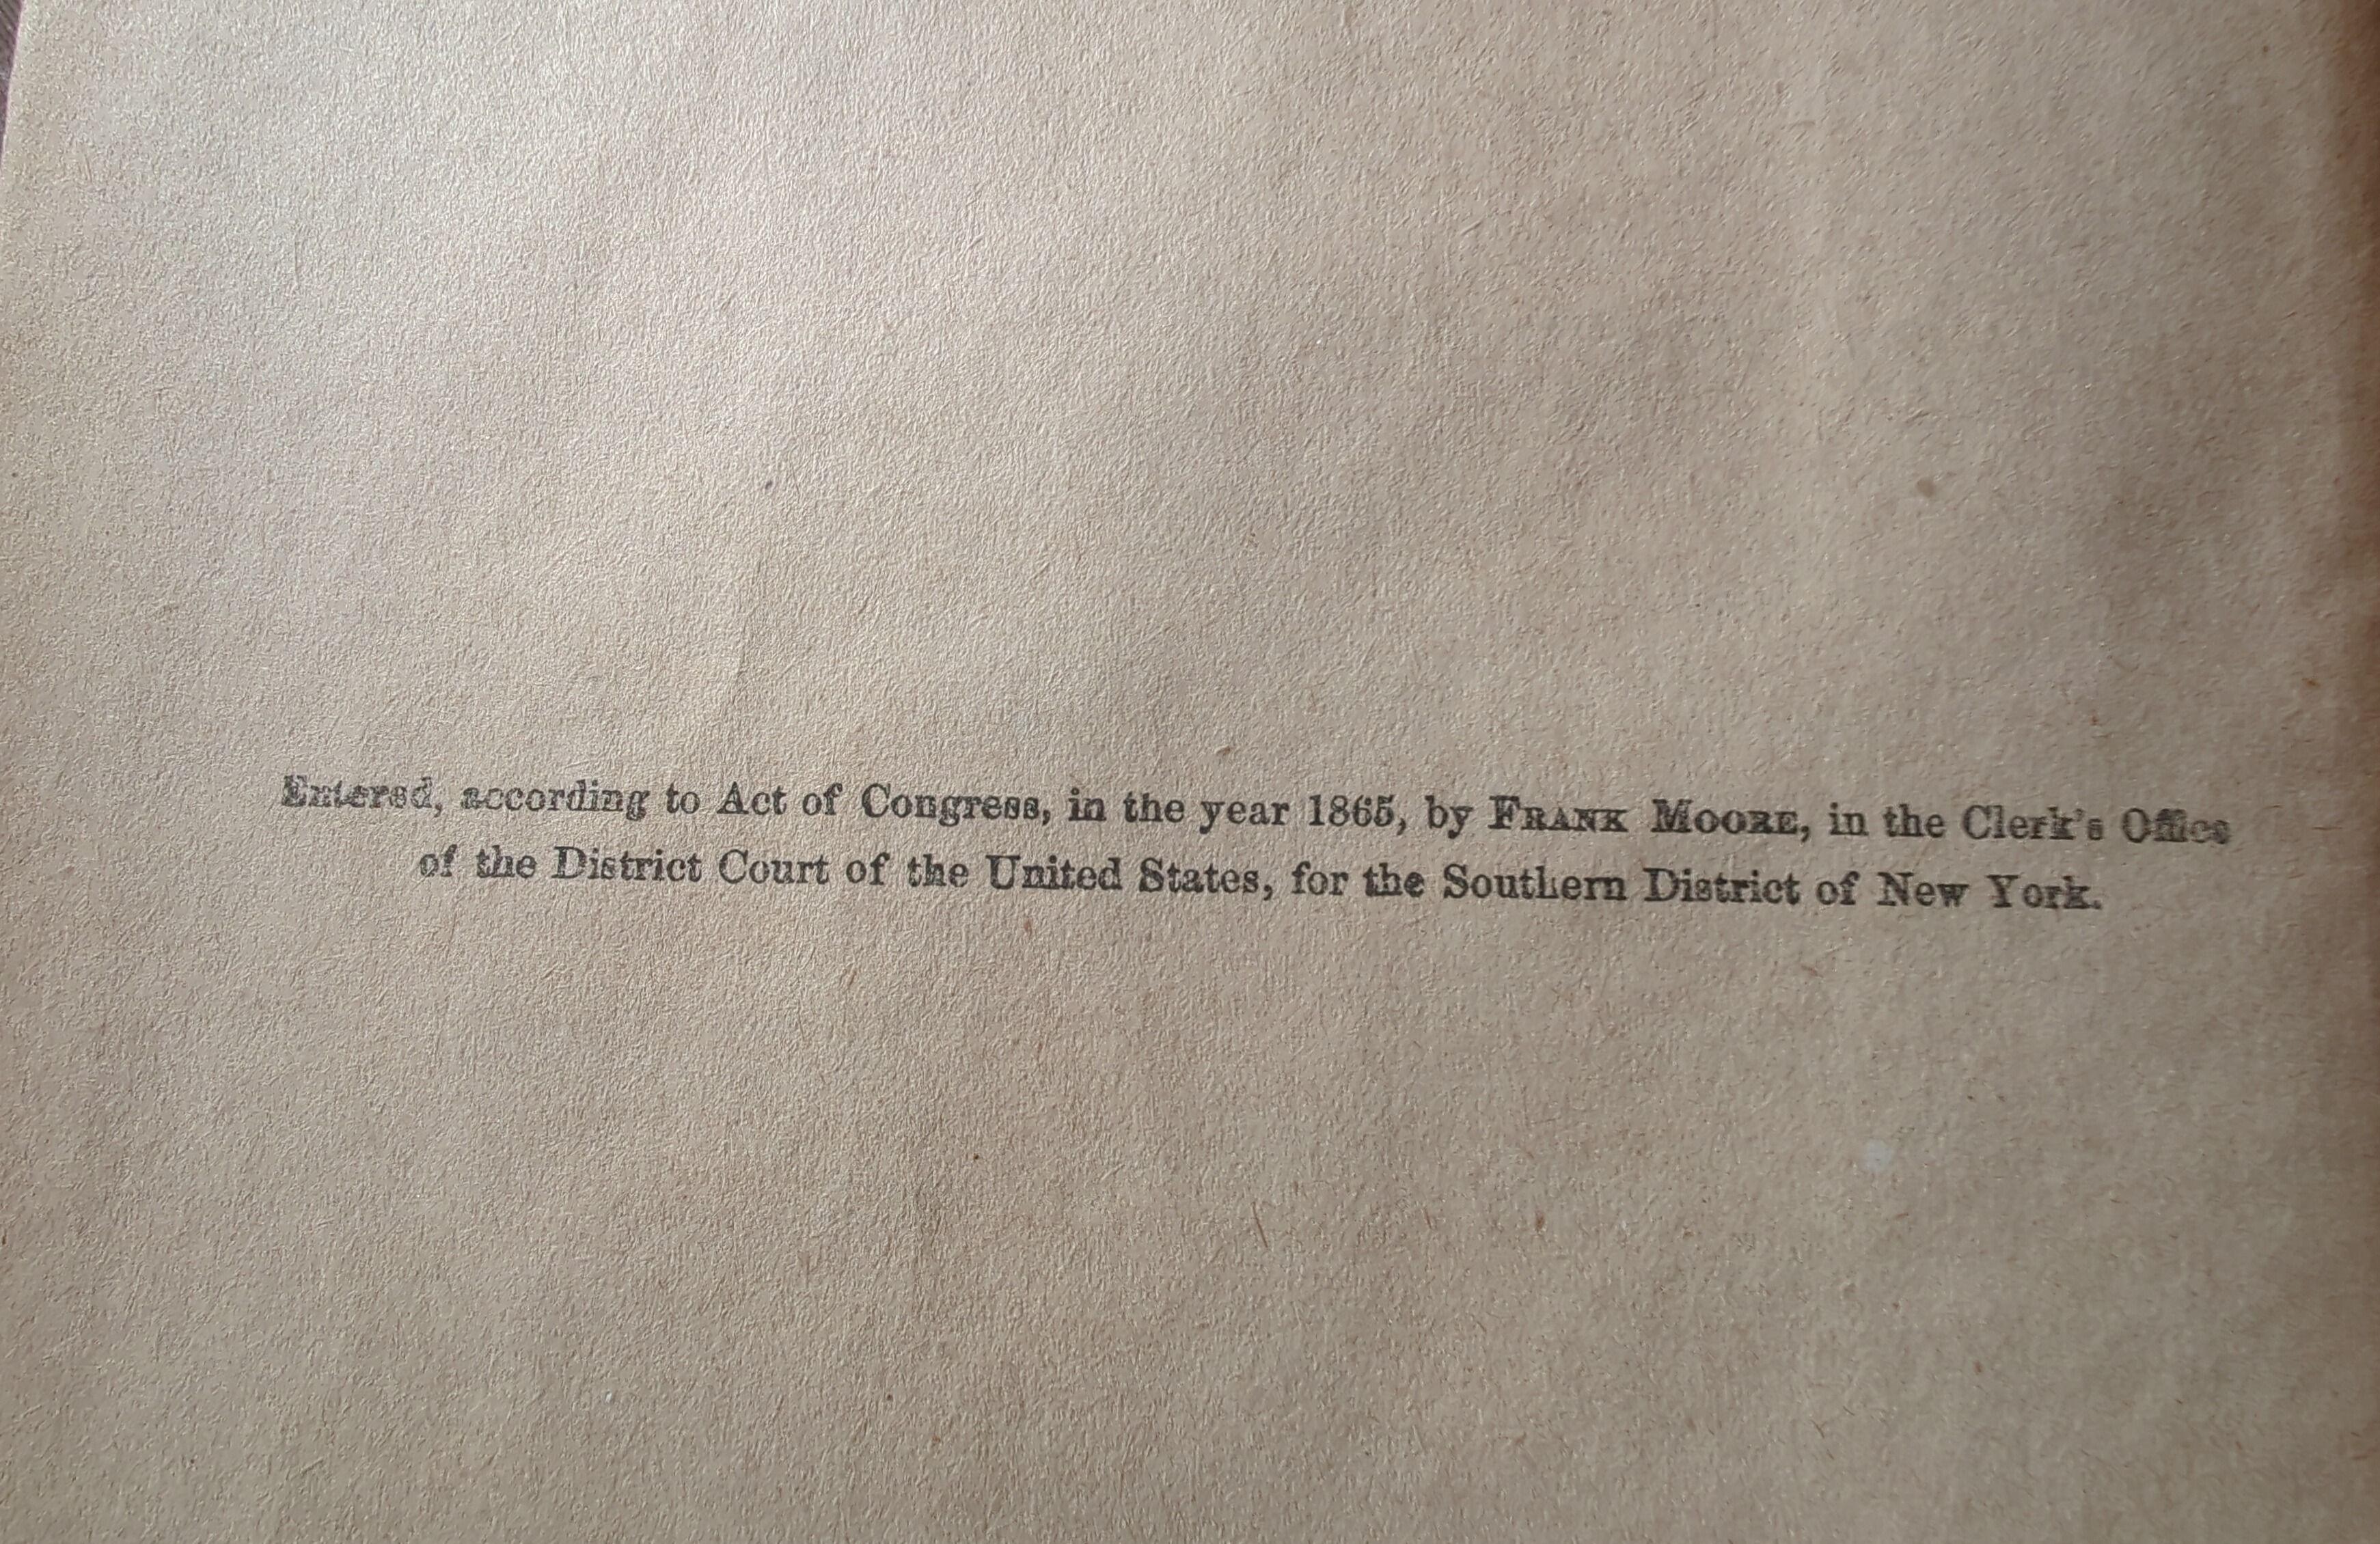 Entered, according to Act of Congress, in the year 1865, by FRANK MOORE, in the Clerk's Office
of the District Court of the United States, for the Southern District of New York.